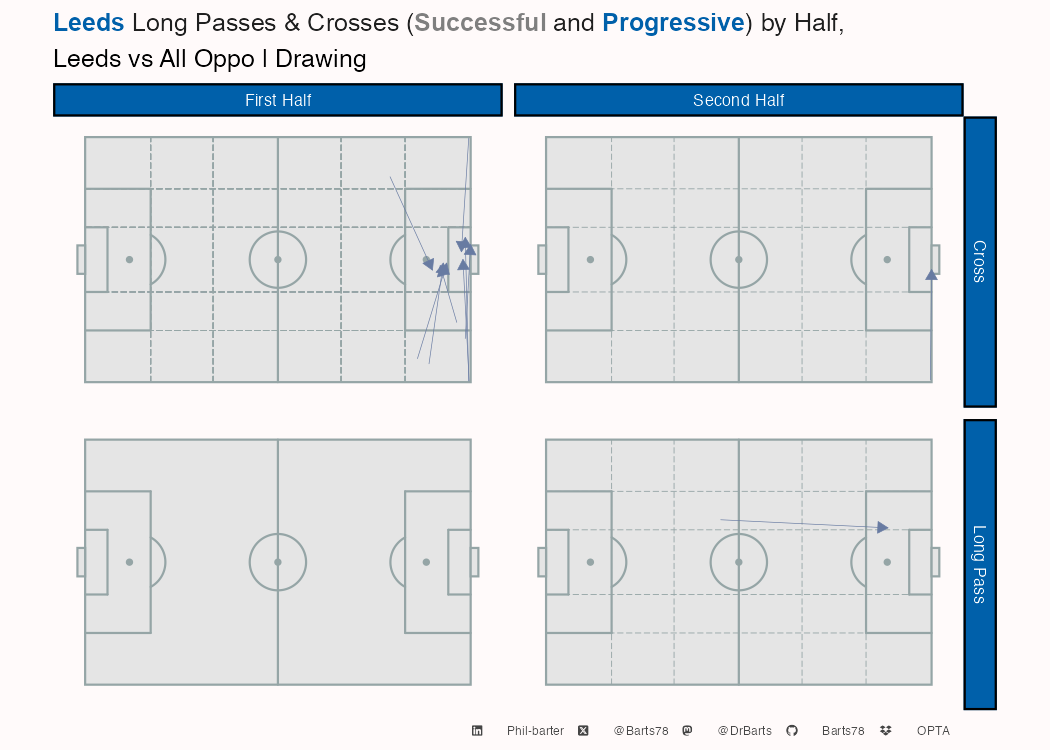 Leeds Long Passes & Crosses (Successful and Progressive) by Half,
Leeds vs All Oppo | Drawing
First Half
Second Half
Cross
Long Pass
Phil-barter @Barts78 @DrBarts Barts78 OPTA